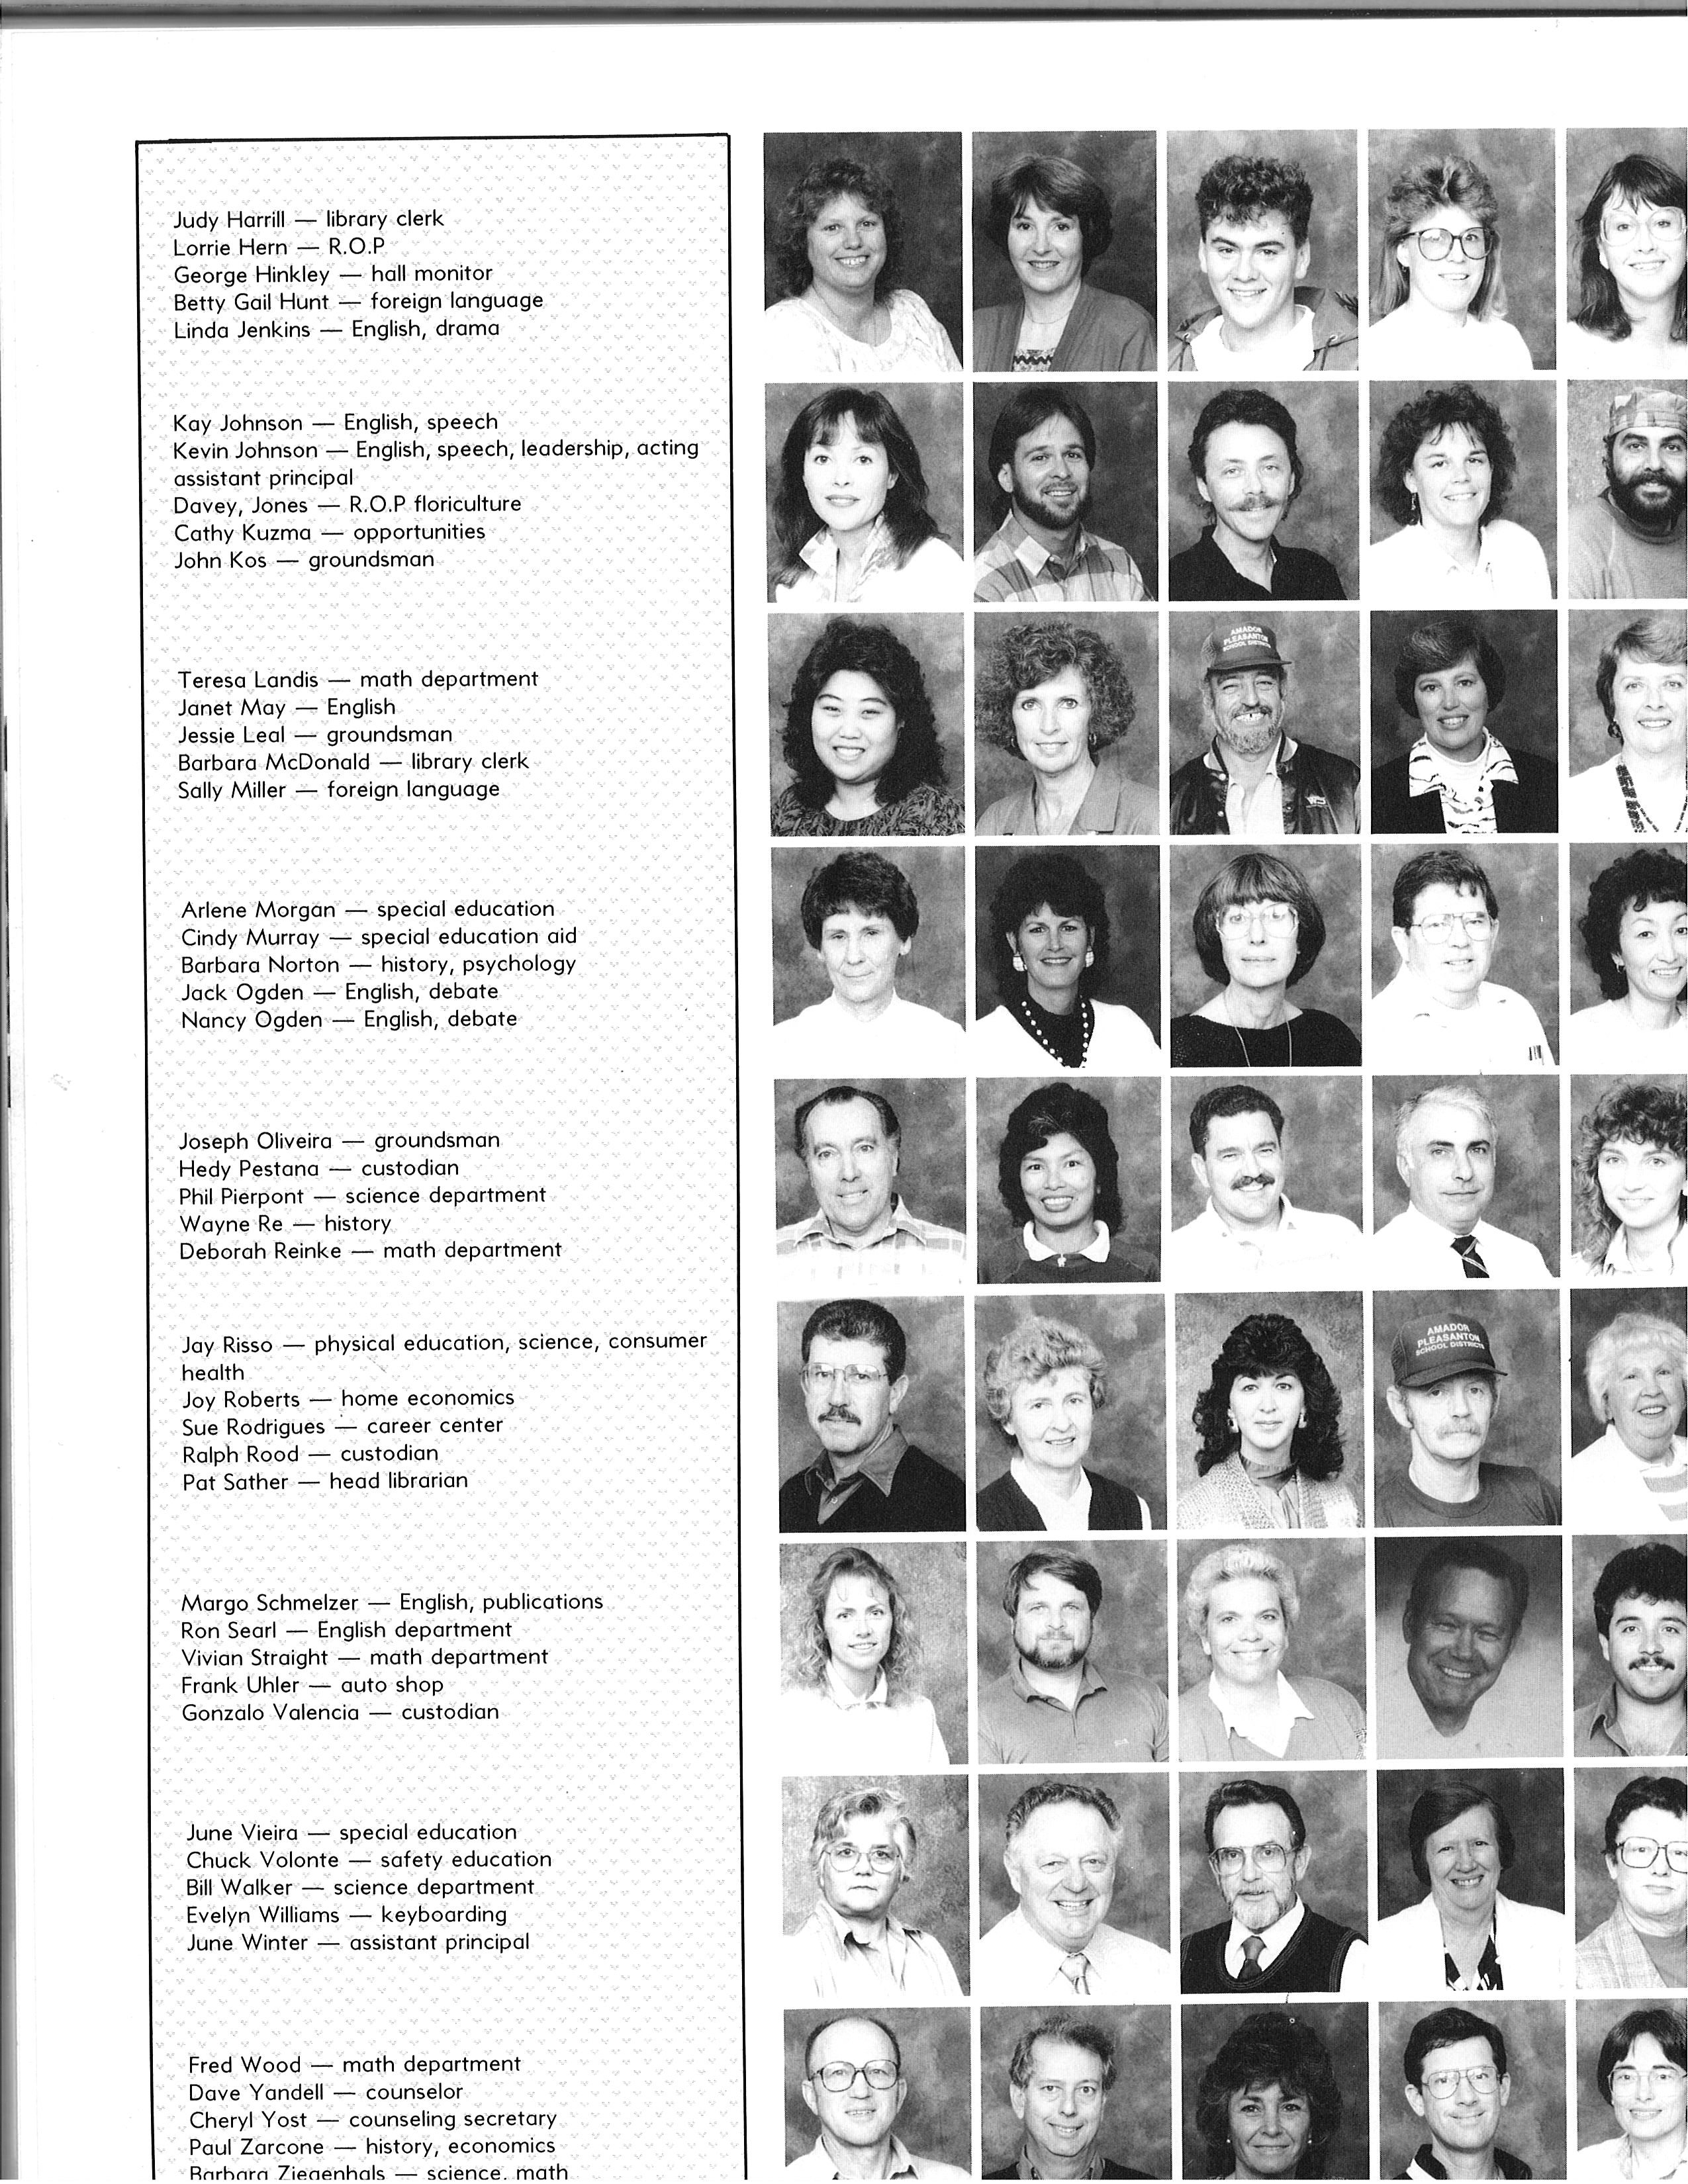 Judy Harrill — library clerk
Lorrie Hern — R.O.P
George Hinkley — hall monitor
Betty Gail Hunt — foreign language
Linda Jenkins — English, drama
Kay Johnson — English, speech
Kevin Johnson — English, speech, leadership, acting
assistant principal
Davey, Jones — R.O.P floriculture
Cathy Kuzma — opportunities
John Kos — groundsman
Teresa Landis — math department
Janet May — English
Jessie Leal — groundsman
Barbara McDonald — library clerk
Sally Miller — foreign language
AMADOR
PLEASANTON
SCHOOL DISTRICTS
Arlene Morgan — special education
Cindy Murray — special education aid
Barbara Norton — history, psychology
Jack Ogden — English, debate
Nancy Ogden — English, debate
Joseph Oliveira — groundsman
Hedy Pestana — custodian
Phil Pierpont — science department
Wayne Re — history
Deborah Reinke — math department
Jay Risso — physical education, science, consumer
health
Joy Roberts — home economics
Sue Rodrigues — career center
Ralph Rood — custodian
Pat Sather — head librarian
AMADOR
PLEASANTON
SCHOOL DISTRICTS
Margo Schmelzer — English, publications
Ron Searl — English department
Vivian Straight — math department
Frank Uhler — auto shop
Gonzalo Valencia — custodian
June Vieira — special education
Chuck Volonte — safety education
Bill Walker — science department
Evelyn Williams — keyboarding
June Winter — assistant principal
Fred Wood — math department
Dave Yandell — counselor
Cheryl Yost — counseling secretary
Paul Zarcone — history, economics
Barbara Ziegenhals — science, math